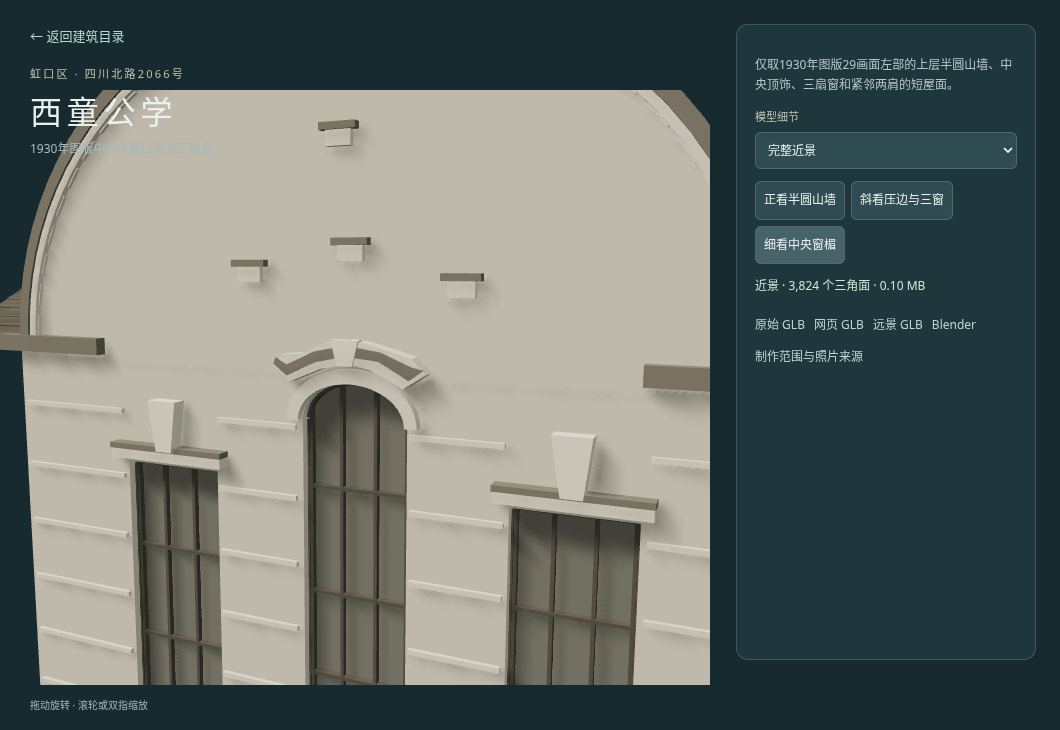 ← 返回建筑目录
虹口区 · 四川北路2066号
西童公学
1930年图版中
仅取1930年图版29画面左部的上层半圆山墙、中
央顶饰、三扇窗和紧邻两肩的短屋面。
模型细节
完整近景
正看半圆山墙
斜看压边与三窗
细看中央窗楣
近景 · 3,824 个三角面 · 0.10 MB
原始 GLB 网页 GLB 远景 GLB Blender
制作范围与照片来源
拖动旋转 · 滚轮或双指缩放